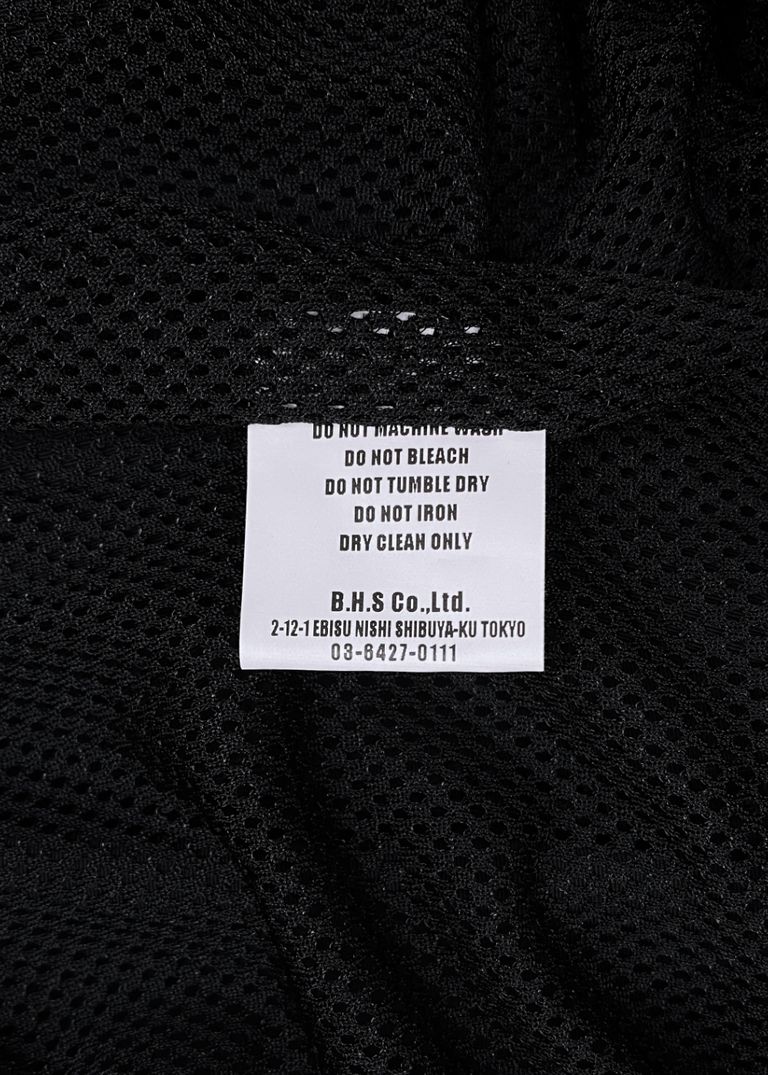 DO NOT MACHINE WASH
DO NOT BLEACH
DO NOT TUMBLE DRY
DO NOT IRON
DRY CLEAN ONLY
B.H.S Co.,Ltd.
2-12-1 EBISU NISHI SHIBUYA-KU TOKYO
03-6427-0111